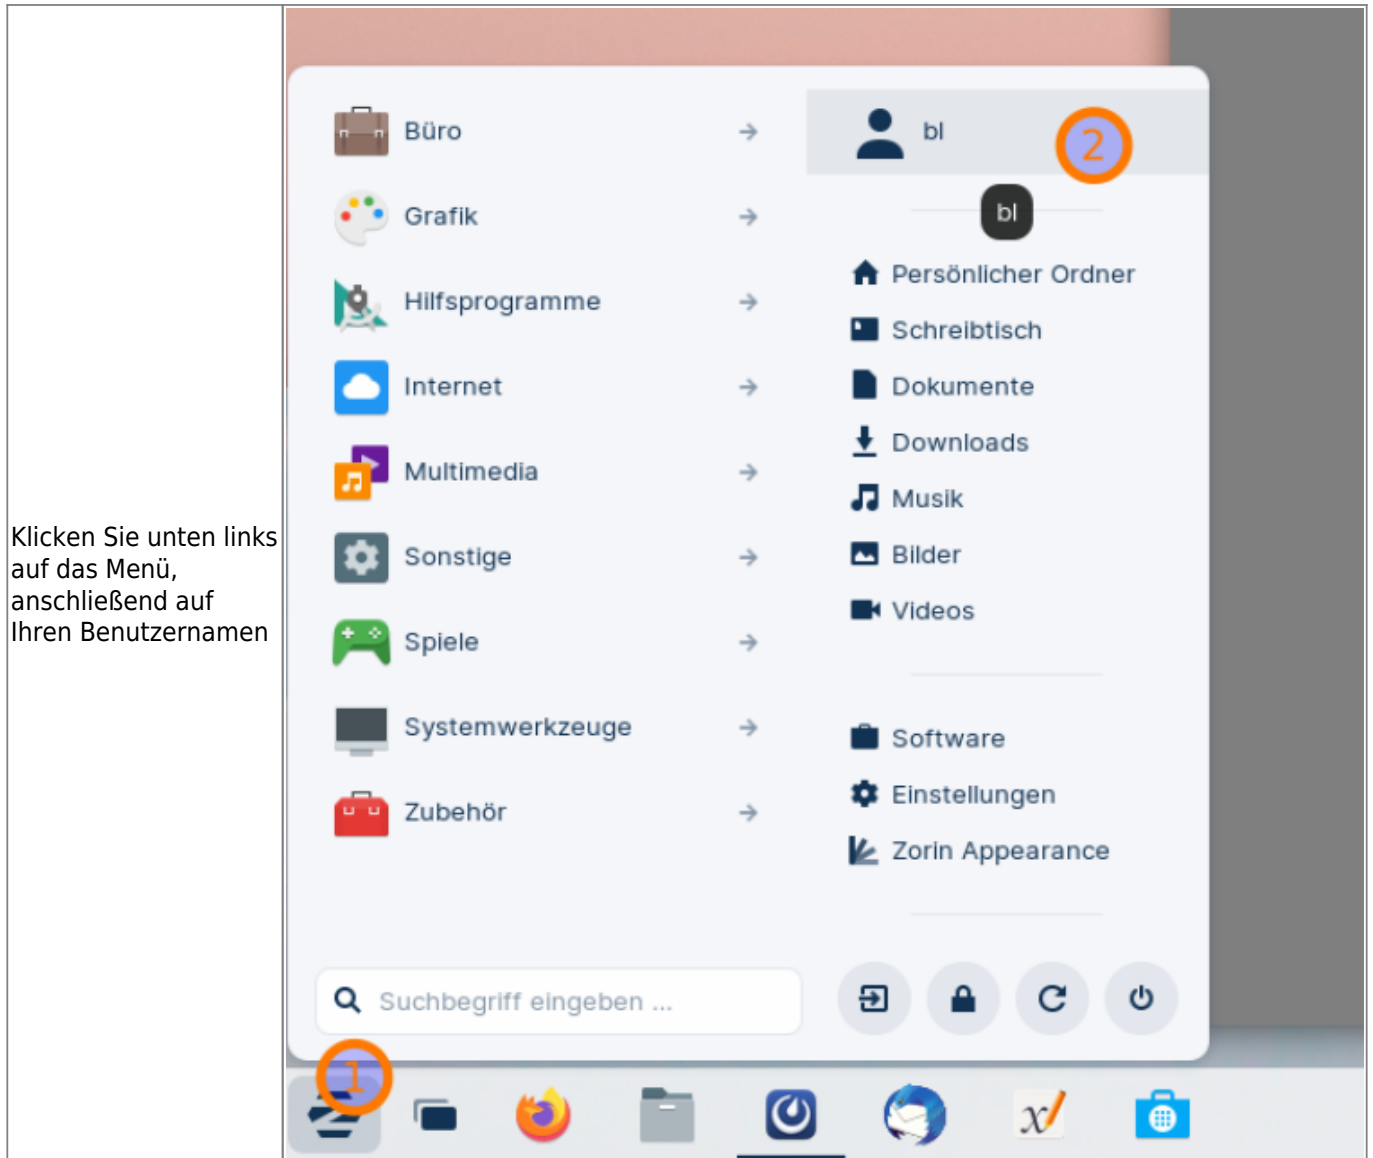 Klicken Sie unten links
auf das Menü,
anschließend auf
Ihren Benutzernamen
Büro
Grafik
Hilfsprogramme
Internet
Multimedia
Sonstige
Spiele
Systemwerkzeuge
Zubehör
Suchbegriff eingeben ...
bl
2
bl
Persönlicher Ordner
Schreibtisch
Dokumente
Downloads
Musik
Bilder
Videos
Software
Einstellungen
Zorin Appearance
1